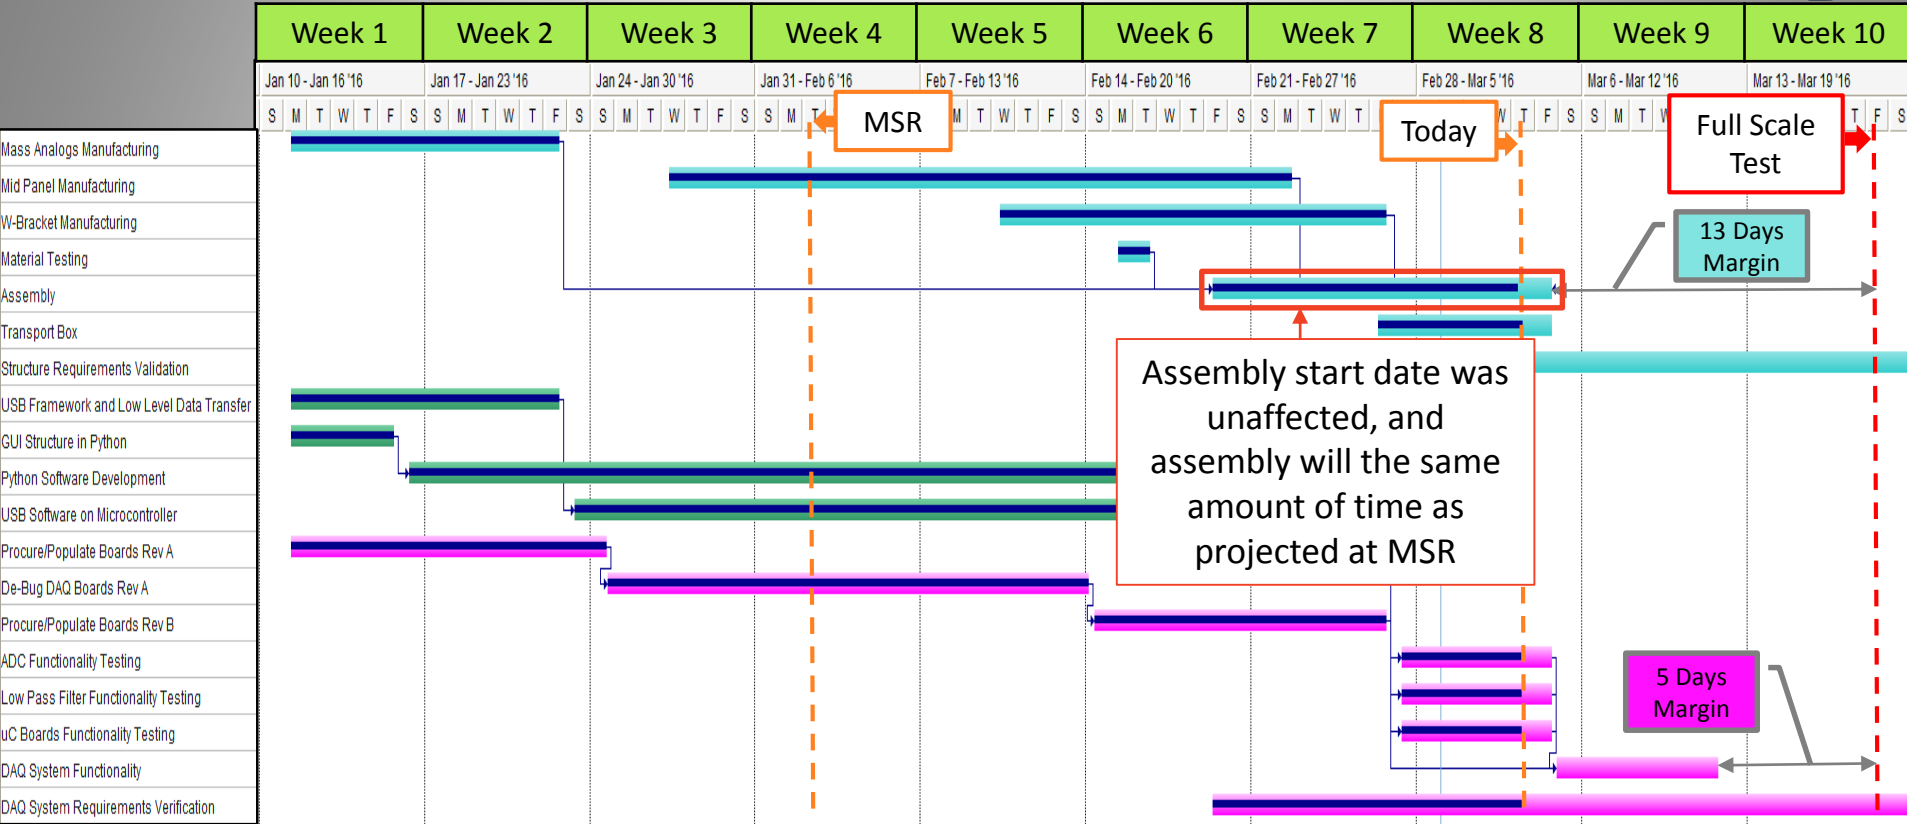 Week 1 Week 2 Week 3 Week 4 Week 5 Week 6 Week 7 Week 8 Week 9 Week 10
Jan 10 - Jan 16 '16 Jan 17 - Jan 23 '16 Jan 24 - Jan 30 '16 Jan 31 - Feb 6 '16 Feb 7 - Feb 13 '16 Feb 14 - Feb 20 '16 Feb 21 - Feb 27 '16 Feb 28 - Mar 5 '16 Mar 6 - Mar 12 '16 Mar 13 - Mar 19 '16
S M T W T F S S M T W T F S S M T W T F S S M T M T W T F S S M T W T F S S M T W T W T F S S M T W T F S
MSR
Today
Full Scale
Test
Mass Analogs Manufacturing
Mid Panel Manufacturing
W-Bracket Manufacturing
13 Days
Margin
Material Testing
Assembly
Transport Box
Structure Requirements Validation
Assembly start date was
unaffected, and
assembly will the same
amount of time as
projected at MSR
USB Framework and Low Level Data Transfer
GUI Structure in Python
Python Software Development
USB Software on Microcontroller
Procure/Populate Boards Rev A
De-Bug DAQ Boards Rev A
Procure/Populate Boards Rev B
ADC Functionality Testing
Low Pass Filter Functionality Testing
5 Days
Margin
uC Boards Functionality Testing
DAQ System Functionality
DAQ System Requirements Verification